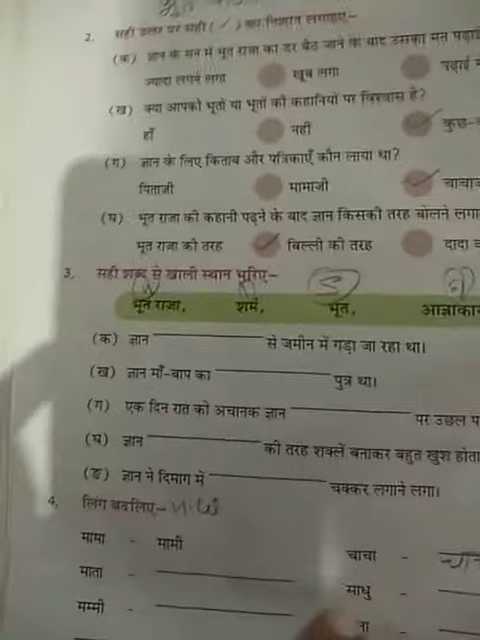 2. सही उत्तर पर सही (✓) का निशान लगाइए–
(क) ज्ञान के मन में भूत राजा का डर बैठ जाने के बाद उसका मन पढ़ाई
ज्यादा लगने लगा खूब लगा पढ़ाई
(ख) क्या आपको भूतों या भूतों की कहानियों पर विश्वास है?
हाँ नहीं कुछ-
(ग) ज्ञान के लिए किताब और पत्रिकाएँ कौन लाया था?
पिताजी मामाजी चाचाज
(घ) भूत राजा की कहानी पढ़ने के बाद ज्ञान किसकी तरह बोलने लगा
भूत राजा की तरह बिल्ली की तरह दादा
3. सही शब्द से खाली स्थान भरिए–
भूत राजा, शर्म, भूत, आज्ञाका
(क) ज्ञान से जमीन में गड़ा जा रहा था।
(ख) ज्ञान माँ-बाप का पुत्र था।
(ग) एक दिन रात को अचानक ज्ञान पर उछल प
(घ) ज्ञान की तरह शक्लें बनाकर बहुत खुश होता
(ङ) ज्ञान ने दिमाग में चक्कर लगाने लगा।
4. लिंग बदलिए–
मामा - मामी
चाचा -
माता -
साधु -
मम्मी -